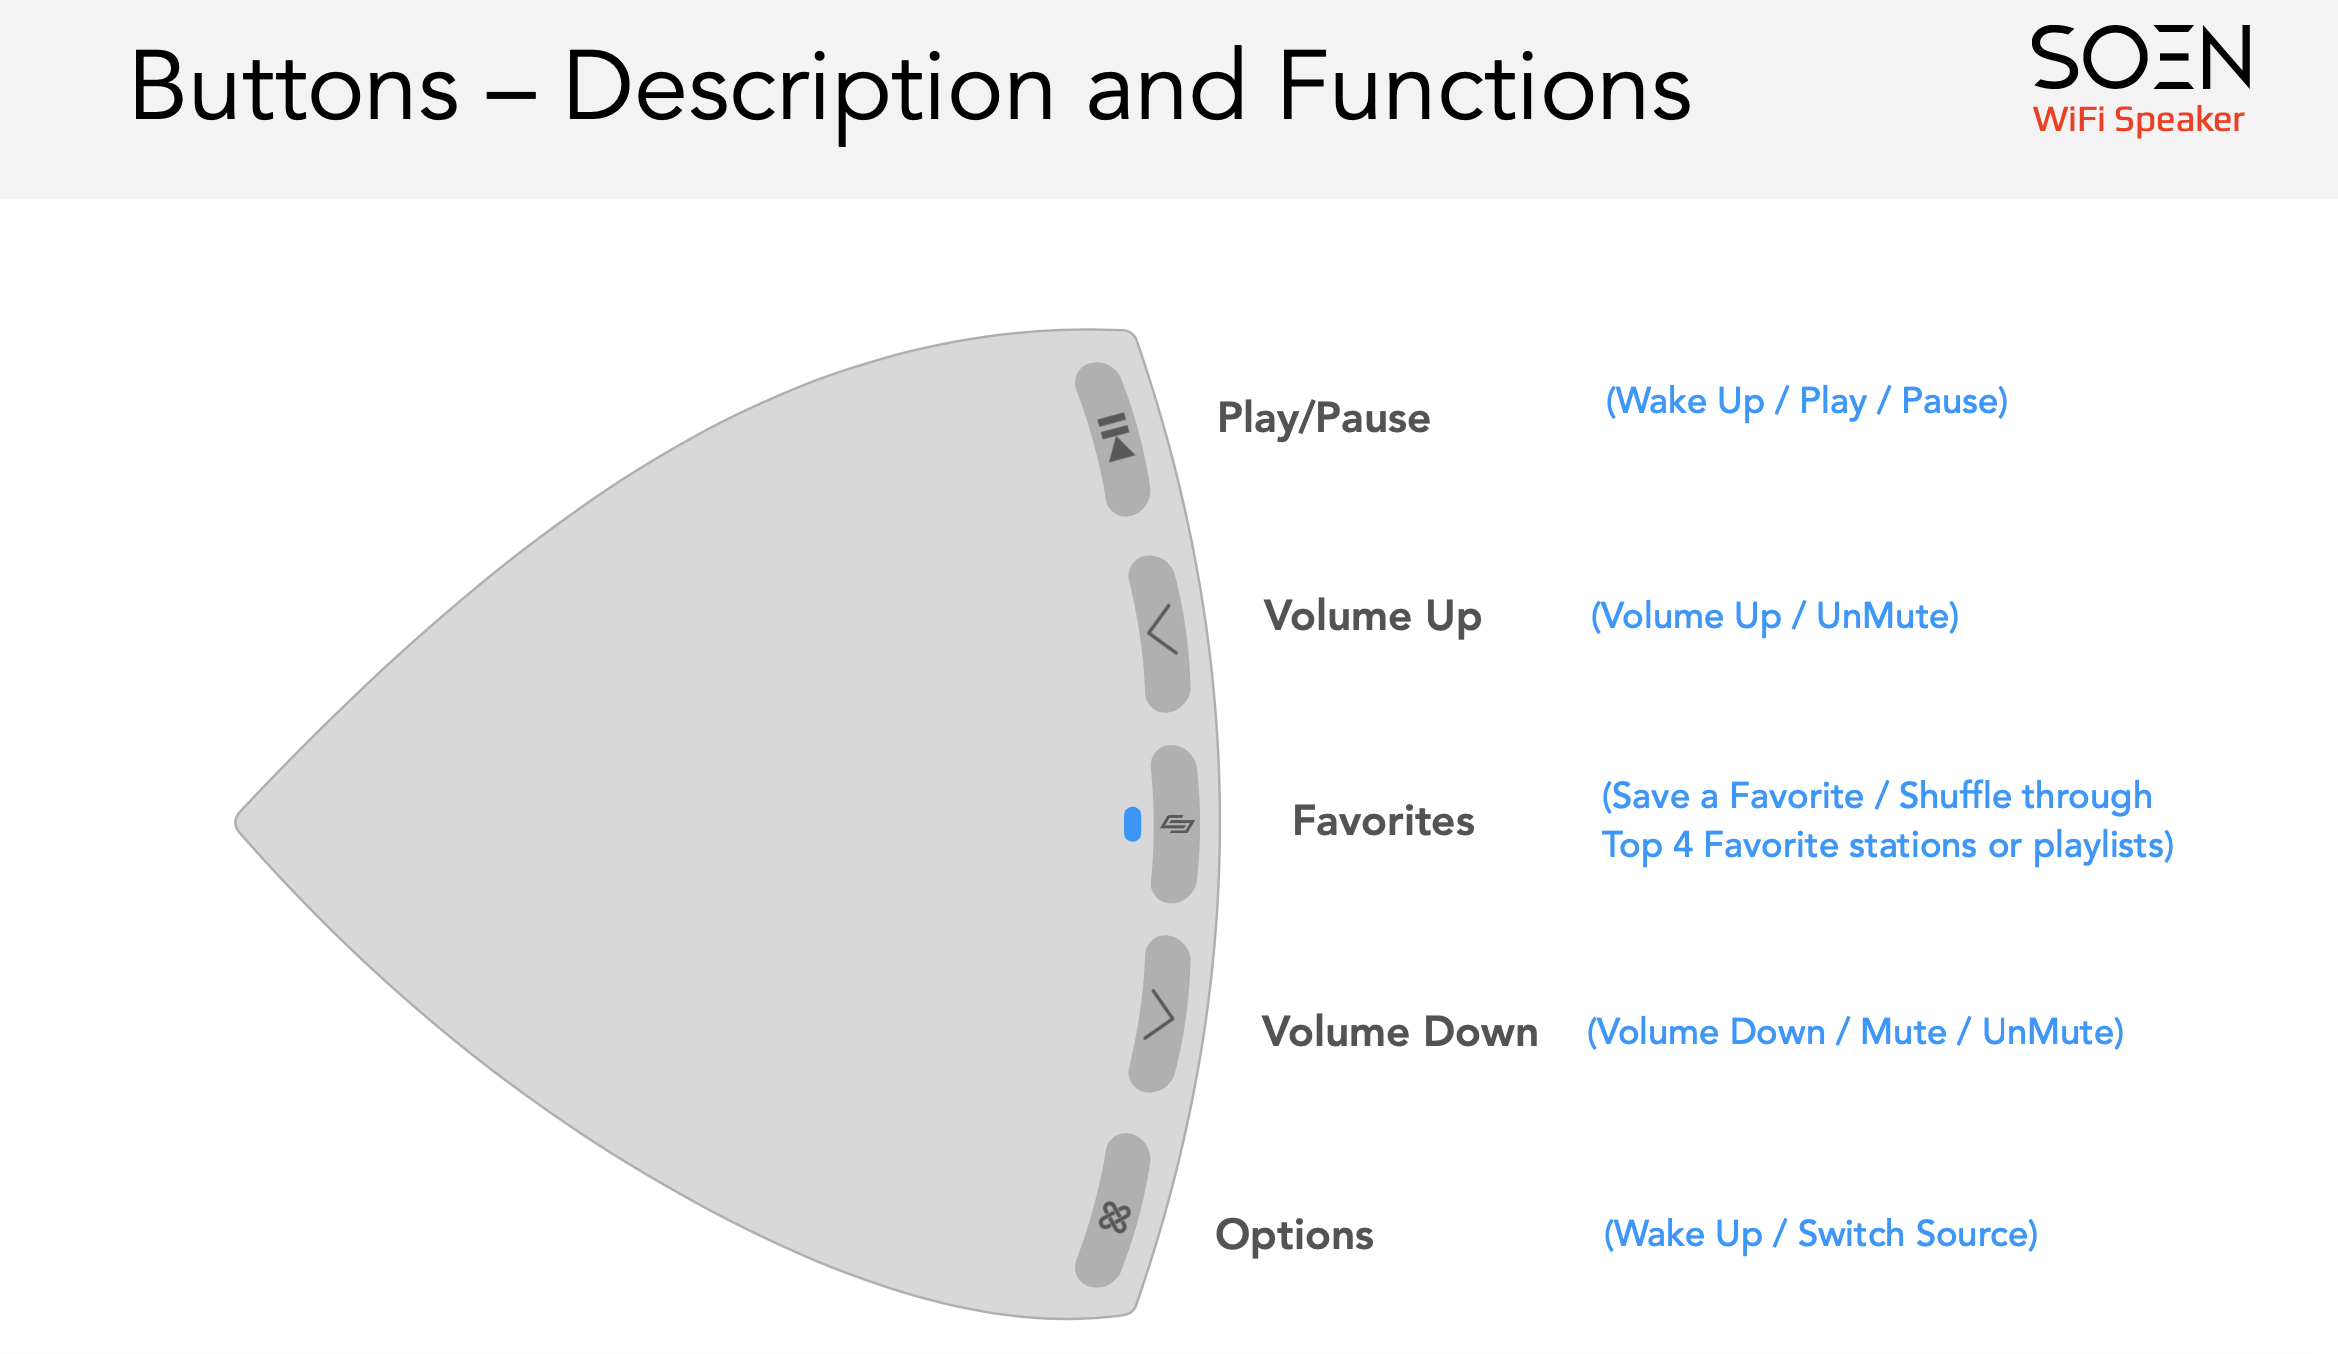 Buttons – Description and Functions
SOEN
WiFi Speaker
Play/Pause
(Wake Up / Play / Pause)
Volume Up
(Volume Up / UnMute)
Favorites
(Save a Favorite / Shuffle through
Top 4 Favorite stations or playlists)
Volume Down
(Volume Down / Mute / UnMute)
Options
(Wake Up / Switch Source)